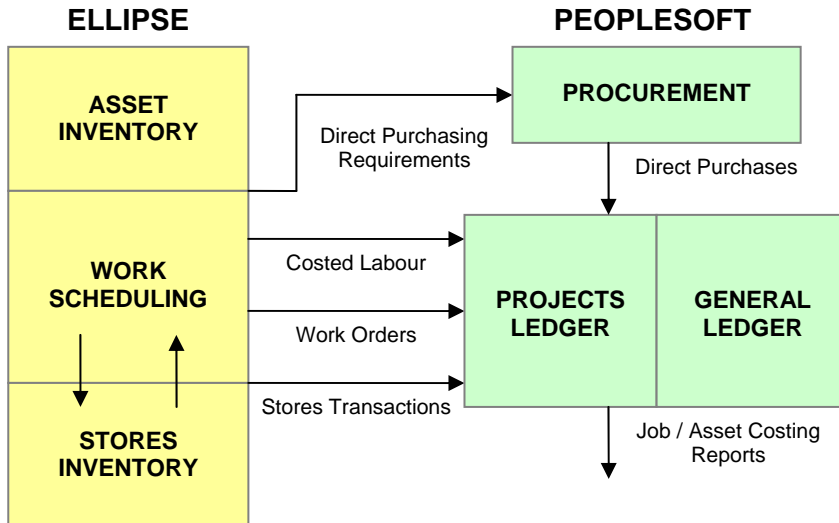 ELLIPSE
PEOPLESOFT
ASSET
INVENTORY
PROCUREMENT
Direct Purchasing
Requirements
Direct Purchases
WORK
SCHEDULING
Costed Labour
PROJECTS
LEDGER
GENERAL
LEDGER
Work Orders
Stores Transactions
STORES
INVENTORY
Job / Asset Costing
Reports